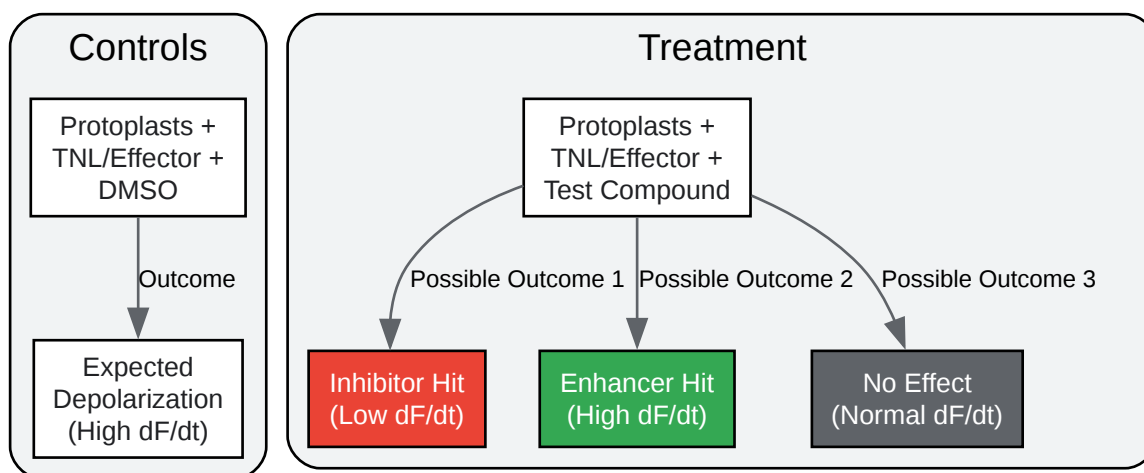 Controls
Protoplasts +
TNL/Effector +
DMSO
Outcome
Expected
Depolarization
(High dF/dt)
Treatment
Protoplasts +
TNL/Effector +
Test Compound
Possible Outcome 1
Possible Outcome 2
Possible Outcome 3
Inhibitor Hit
(Low dF/dt)
Enhancer Hit
(High dF/dt)
No Effect
(Normal dF/dt)